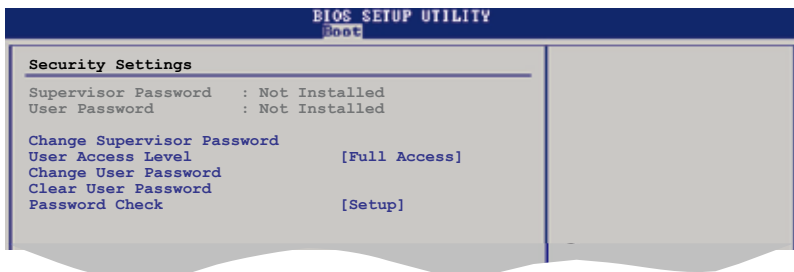 BIOS SETUP UTILITY
Boot
Security Settings
Supervisor Password : Not Installed
User Password : Not Installed
Change Supervisor Password
User Access Level [Full Access]
Change User Password
Clear User Password
Password Check [Setup]